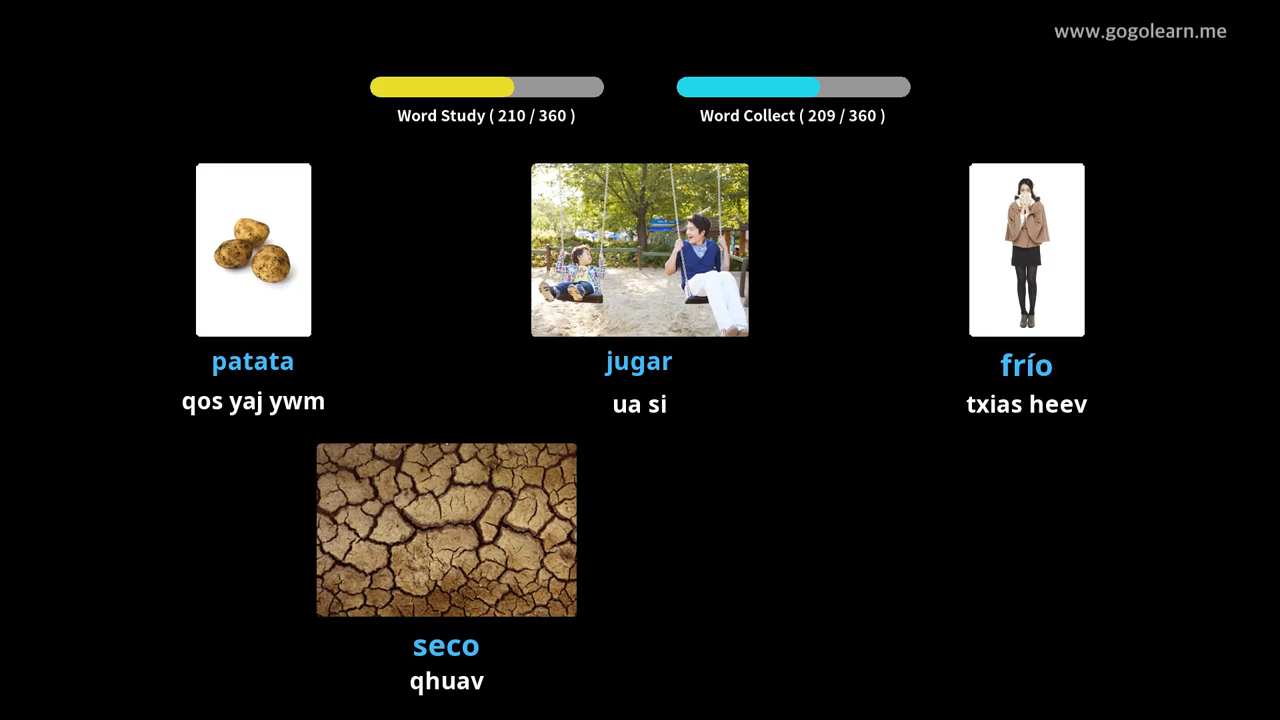 www.gogolearn.me
Word Study ( 210 / 360 )
Word Collect ( 209 / 360 )
patata
qos yaj ywm
jugar
ua si
frío
txias heev
seco
qhuav